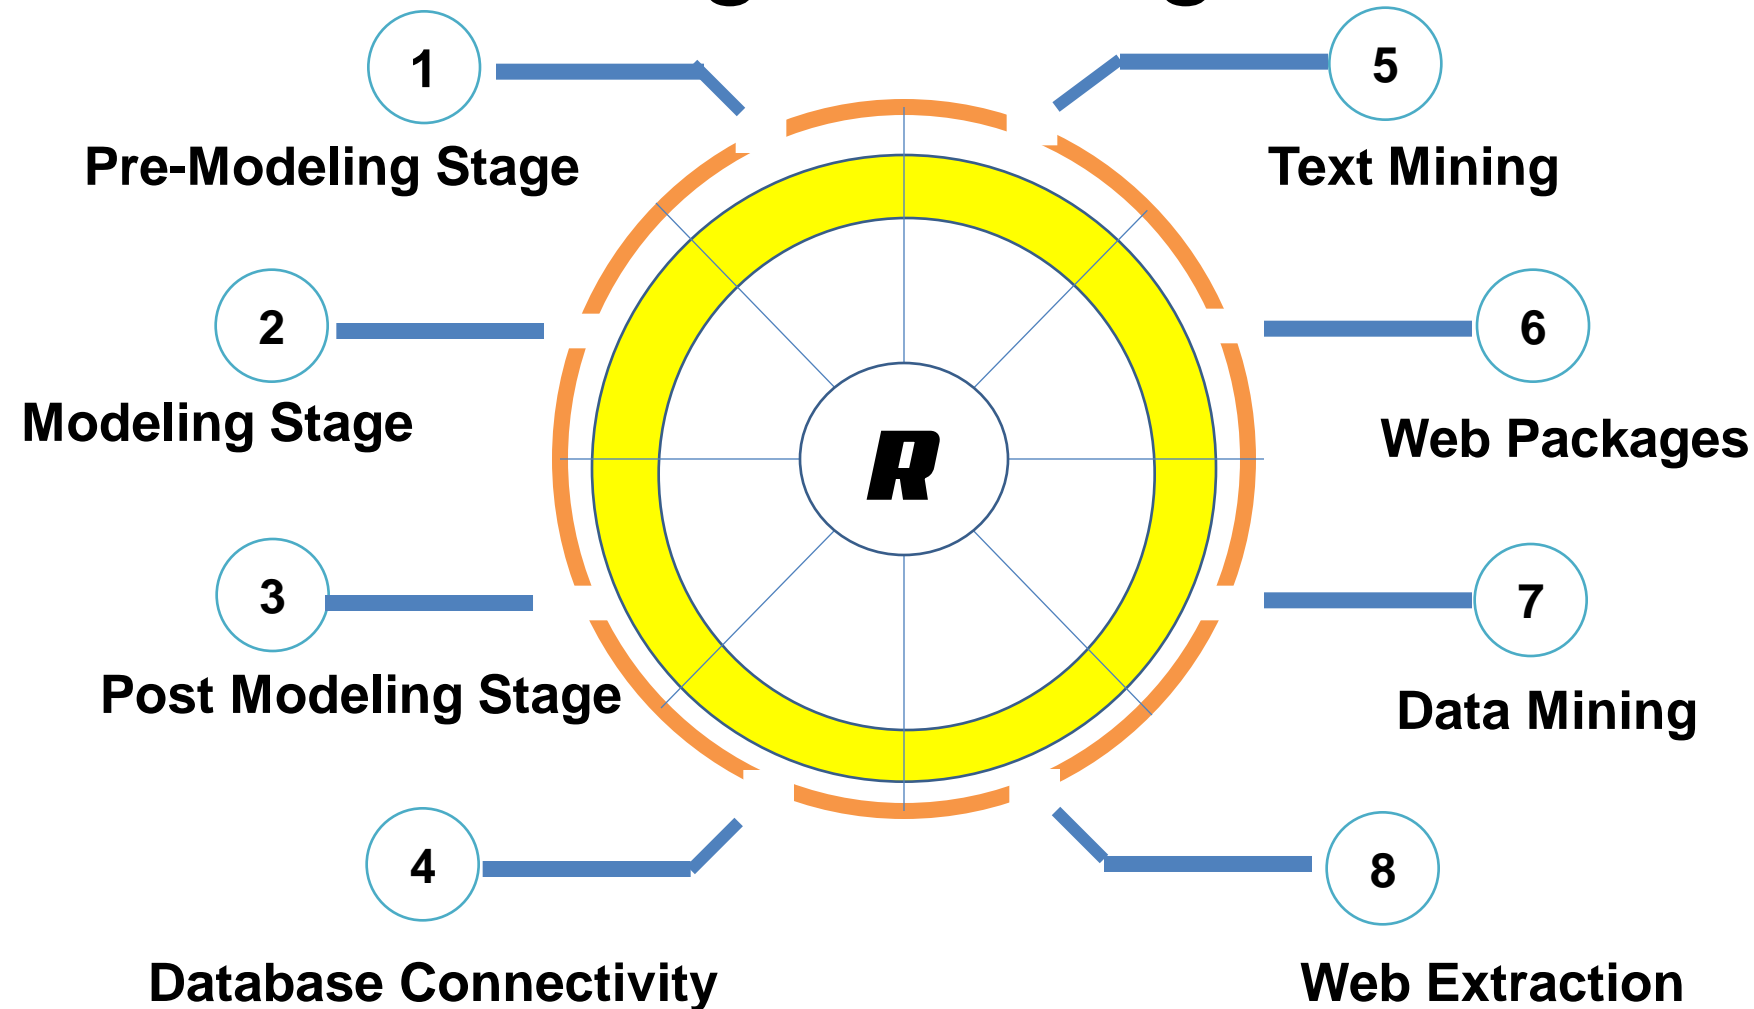 1
Pre-Modeling Stage
2
Modeling Stage
3
Post Modeling Stage
4
Database Connectivity
R
5
Text Mining
6
Web Packages
7
Data Mining
8
Web Extraction